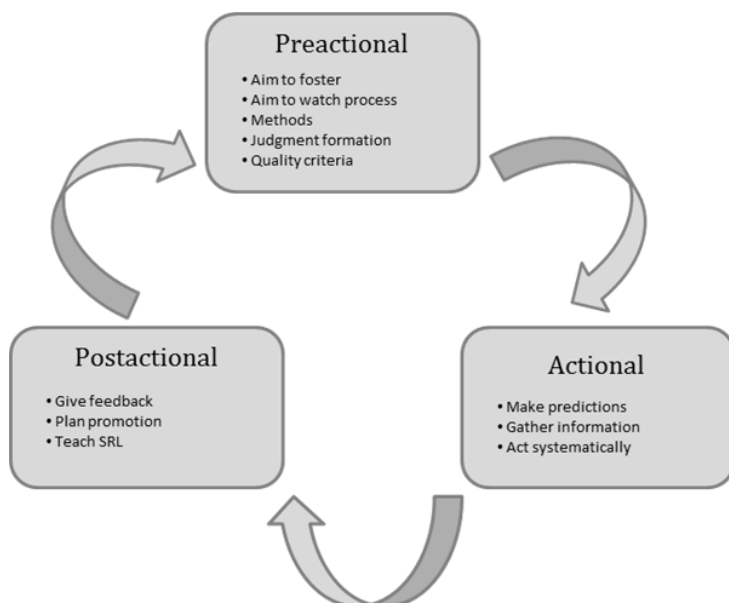 Preactional
• Aim to foster
• Aim to watch process
• Methods
• Judgment formation
• Quality criteria
Postactional
• Give feedback
• Plan promotion
• Teach SRL
Actional
• Make predictions
• Gather information
• Act systematically